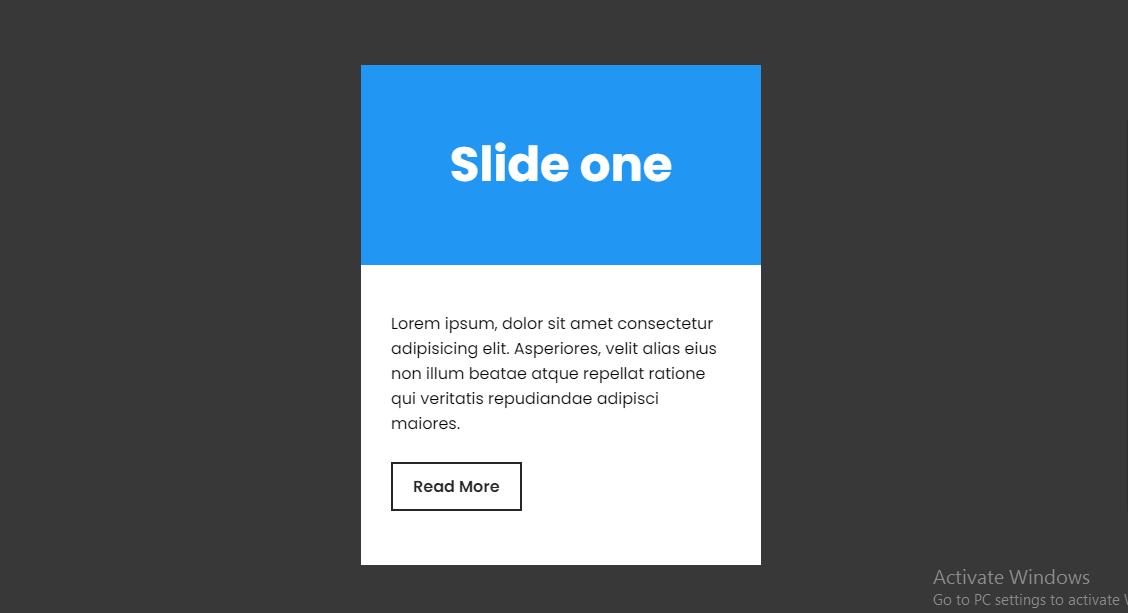 Slide one
Lorem ipsum, dolor sit amet consectetur
adipisicing elit. Asperiores, velit alias eius
non illum beatae atque repellat ratione
qui veritatis repudiandae adipisci
maiores.
Read More
Activate Windows
Go to PC settings to activate